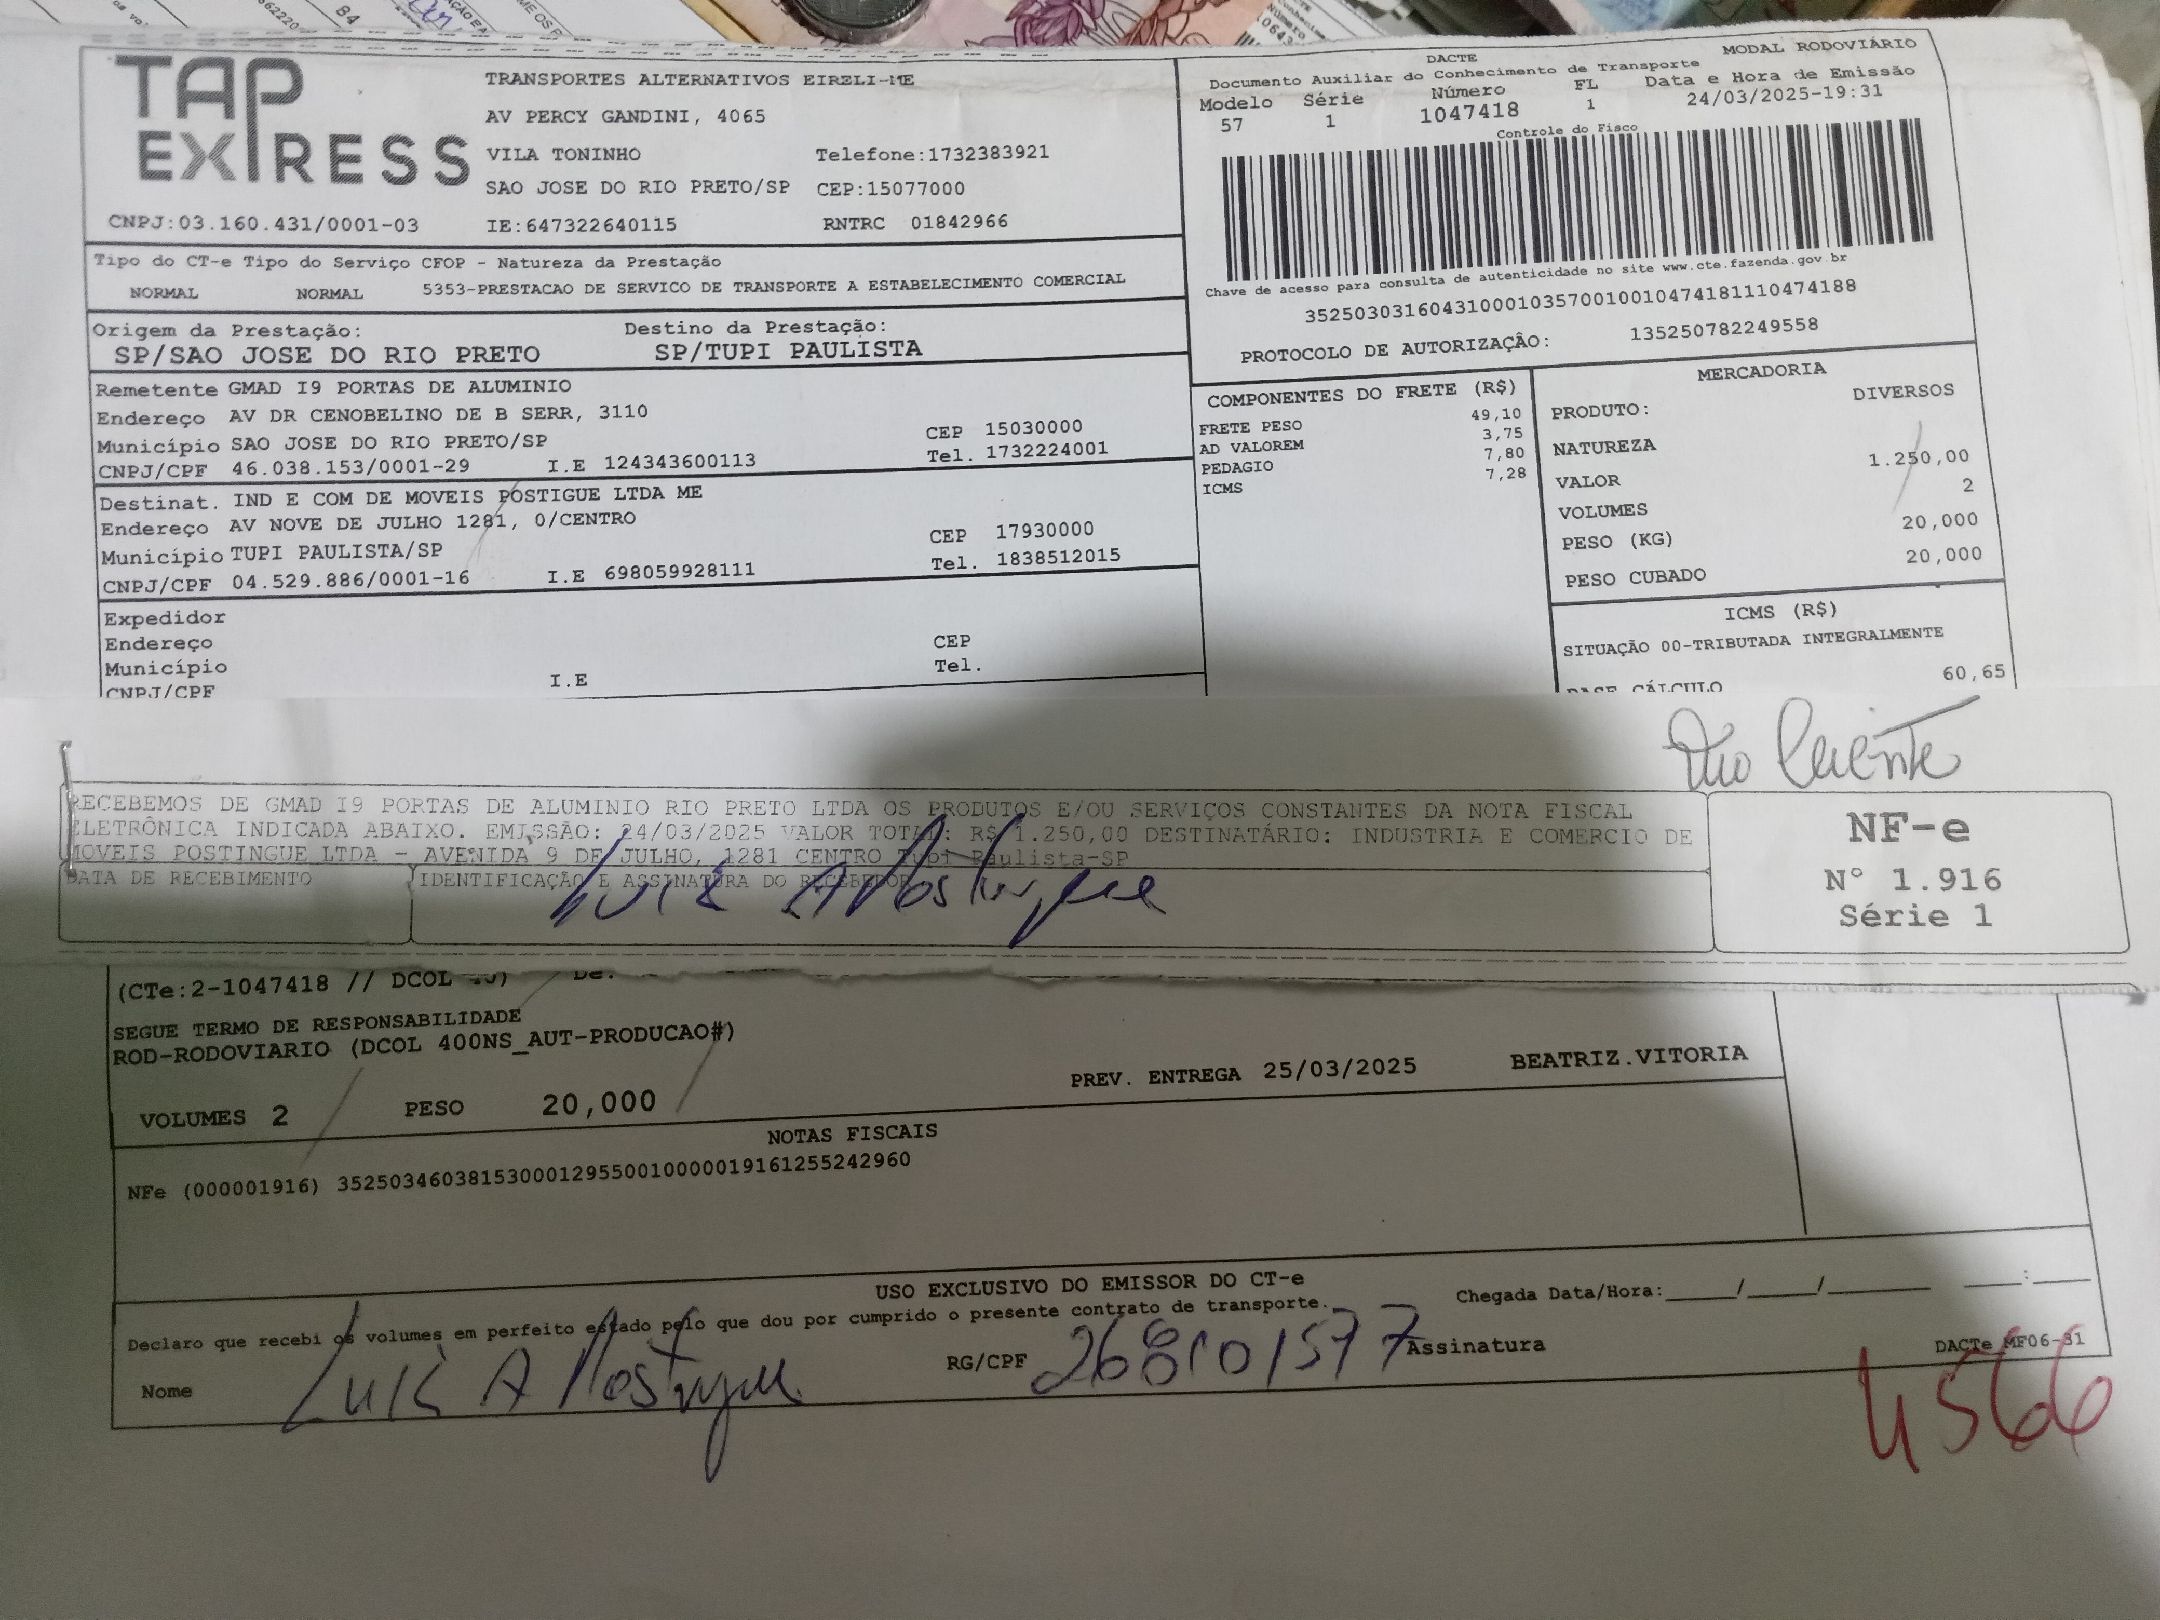 TAP EXPRESS
TRANSPORTES ALTERNATIVOS EIRELI-ME
AV PERCY GANDINI, 4065
VILA TONINHO Telefone:1732383921
SAO JOSE DO RIO PRETO/SP CEP:15077000
CNPJ:03.160.431/0001-03 IE:647322640115 RNTRC 01842966
DACTE MODAL RODOVIÁRIO
Documento Auxiliar do Conhecimento de Transporte
Modelo Série Número FL Data e Hora de Emissão
57 1 1047418 1 24/03/2025-19:31
Controle do Fisco
Chave de acesso para consulta de autenticidade no site www.cte.fazenda.gov.br
35250303160431000103570010010474181110474188
PROTOCOLO DE AUTORIZAÇÃO: 135250782249558
Tipo do CT-e Tipo do Serviço CFOP - Natureza da Prestação
NORMAL NORMAL 5353-PRESTACAO DE SERVICO DE TRANSPORTE A ESTABELECIMENTO COMERCIAL
Origem da Prestação: Destino da Prestação:
SP/SAO JOSE DO RIO PRETO SP/TUPI PAULISTA
Remetente GMAD I9 PORTAS DE ALUMINIO
Endereço AV DR CENOBELINO DE B SERR, 3110
Município SAO JOSE DO RIO PRETO/SP CEP 15030000
CNPJ/CPF 46.038.153/0001-29 I.E 124343600113 Tel. 1732224001
Destinat. IND E COM DE MOVEIS POSTIGUE LTDA ME
Endereço AV NOVE DE JULHO 1281, 0/CENTRO
Município TUPI PAULISTA/SP CEP 17930000
CNPJ/CPF 04.529.886/0001-16 I.E 698059928111 Tel. 1838512015
Expedidor
Endereço CEP
Município Tel.
CNPJ/CPF I.E
COMPONENTES DO FRETE (R$)
FRETE PESO 49,10
AD VALOREM 3,75
PEDAGIO 7,80
ICMS 7,28
MERCADORIA
PRODUTO: DIVERSOS
NATUREZA
VALOR 1.250,00
VOLUMES 2
PESO (KG) 20,000
PESO CUBADO 20,000
ICMS (R$)
SITUAÇÃO 00-TRIBUTADA INTEGRALMENTE
BASE CÁLCULO 60,65
RECEBEMOS DE GMAD I9 PORTAS DE ALUMINIO RIO PRETO LTDA OS PRODUTOS E/OU SERVIÇOS CONSTANTES DA NOTA FISCAL
ELETRÔNICA INDICADA ABAIXO. EMISSÃO: 24/03/2025 VALOR TOTAL: R$ 1.250,00 DESTINATÁRIO: INDUSTRIA E COMERCIO DE
MOVEIS POSTINGUE LTDA - AVENIDA 9 DE JULHO, 1281 CENTRO Tupi Paulista-SP
DATA DE RECEBIMENTO IDENTIFICAÇÃO E ASSINATURA DO RECEBEDOR
Luis A Postingue
NF-e
N° 1.916
Série 1
(CTe:2-1047418 // DCOL
SEGUE TERMO DE RESPONSABILIDADE
ROD-RODOVIARIO (DCOL 400NS_AUT-PRODUCAO#)
PREV. ENTREGA 25/03/2025 BEATRIZ.VITORIA
VOLUMES 2 PESO 20,000
NOTAS FISCAIS
NFe (000001916) 35250346038153000129550010000019161255242960
USO EXCLUSIVO DO EMISSOR DO CT-e
Declaro que recebi os volumes em perfeito estado pelo que dou por cumprido o presente contrato de transporte. Chegada Data/Hora:____/____/______ ____:____
Nome Luis A Postingue RG/CPF 268101577 Assinatura DACTe MF06-31
4566